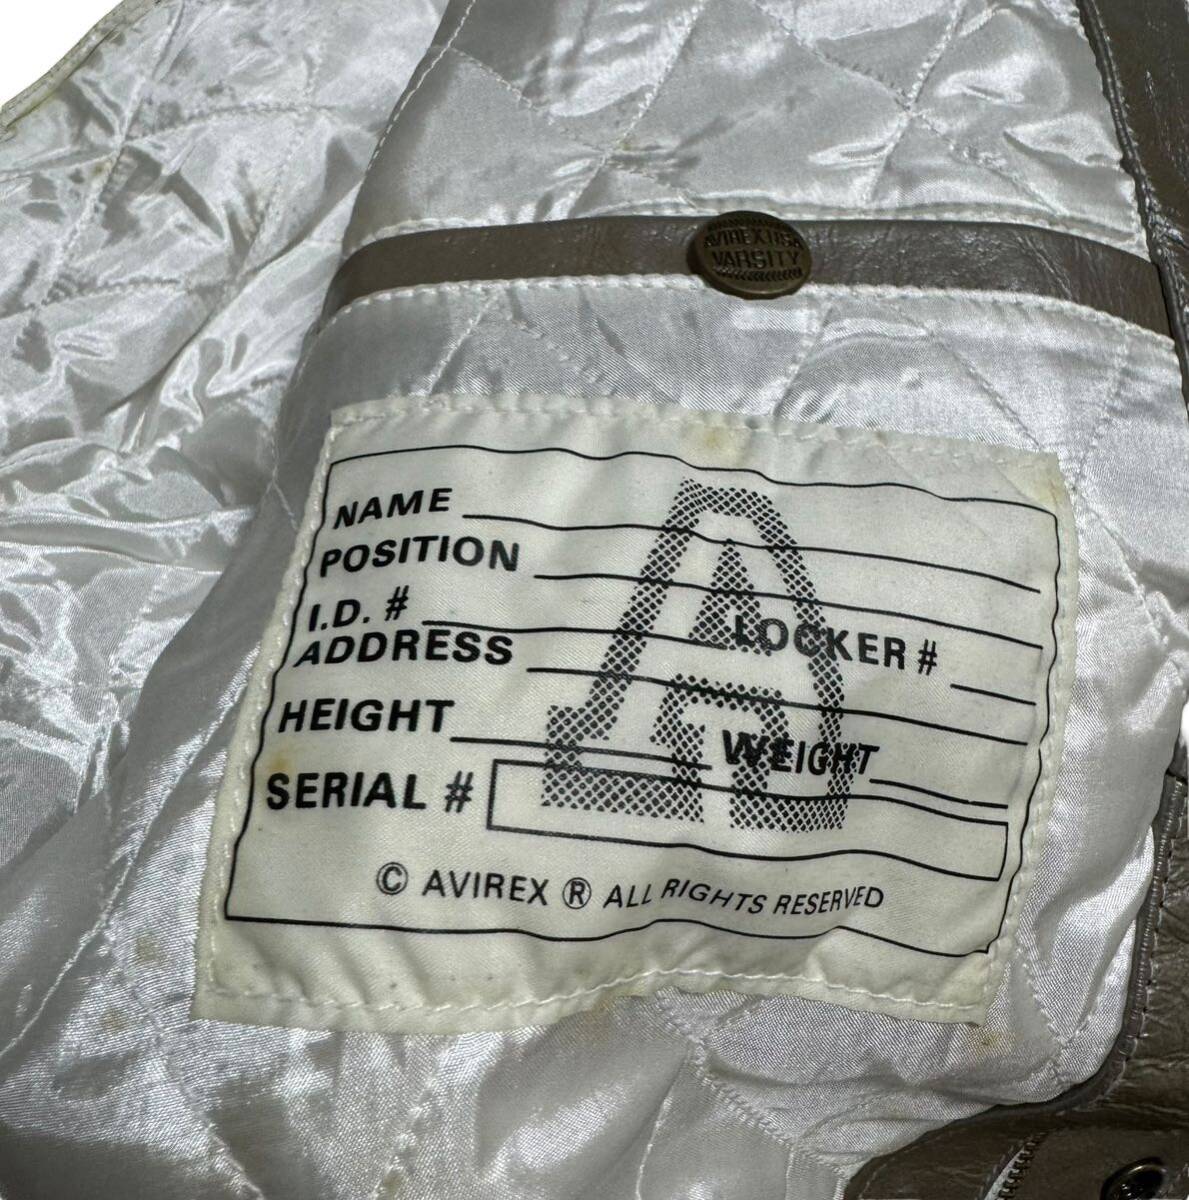 AVIREX USA
VARSITY
NAME
POSITION
I.D. # LOCKER #
ADDRESS
HEIGHT WEIGHT
SERIAL #
A
© AVIREX ® ALL RIGHTS RESERVED